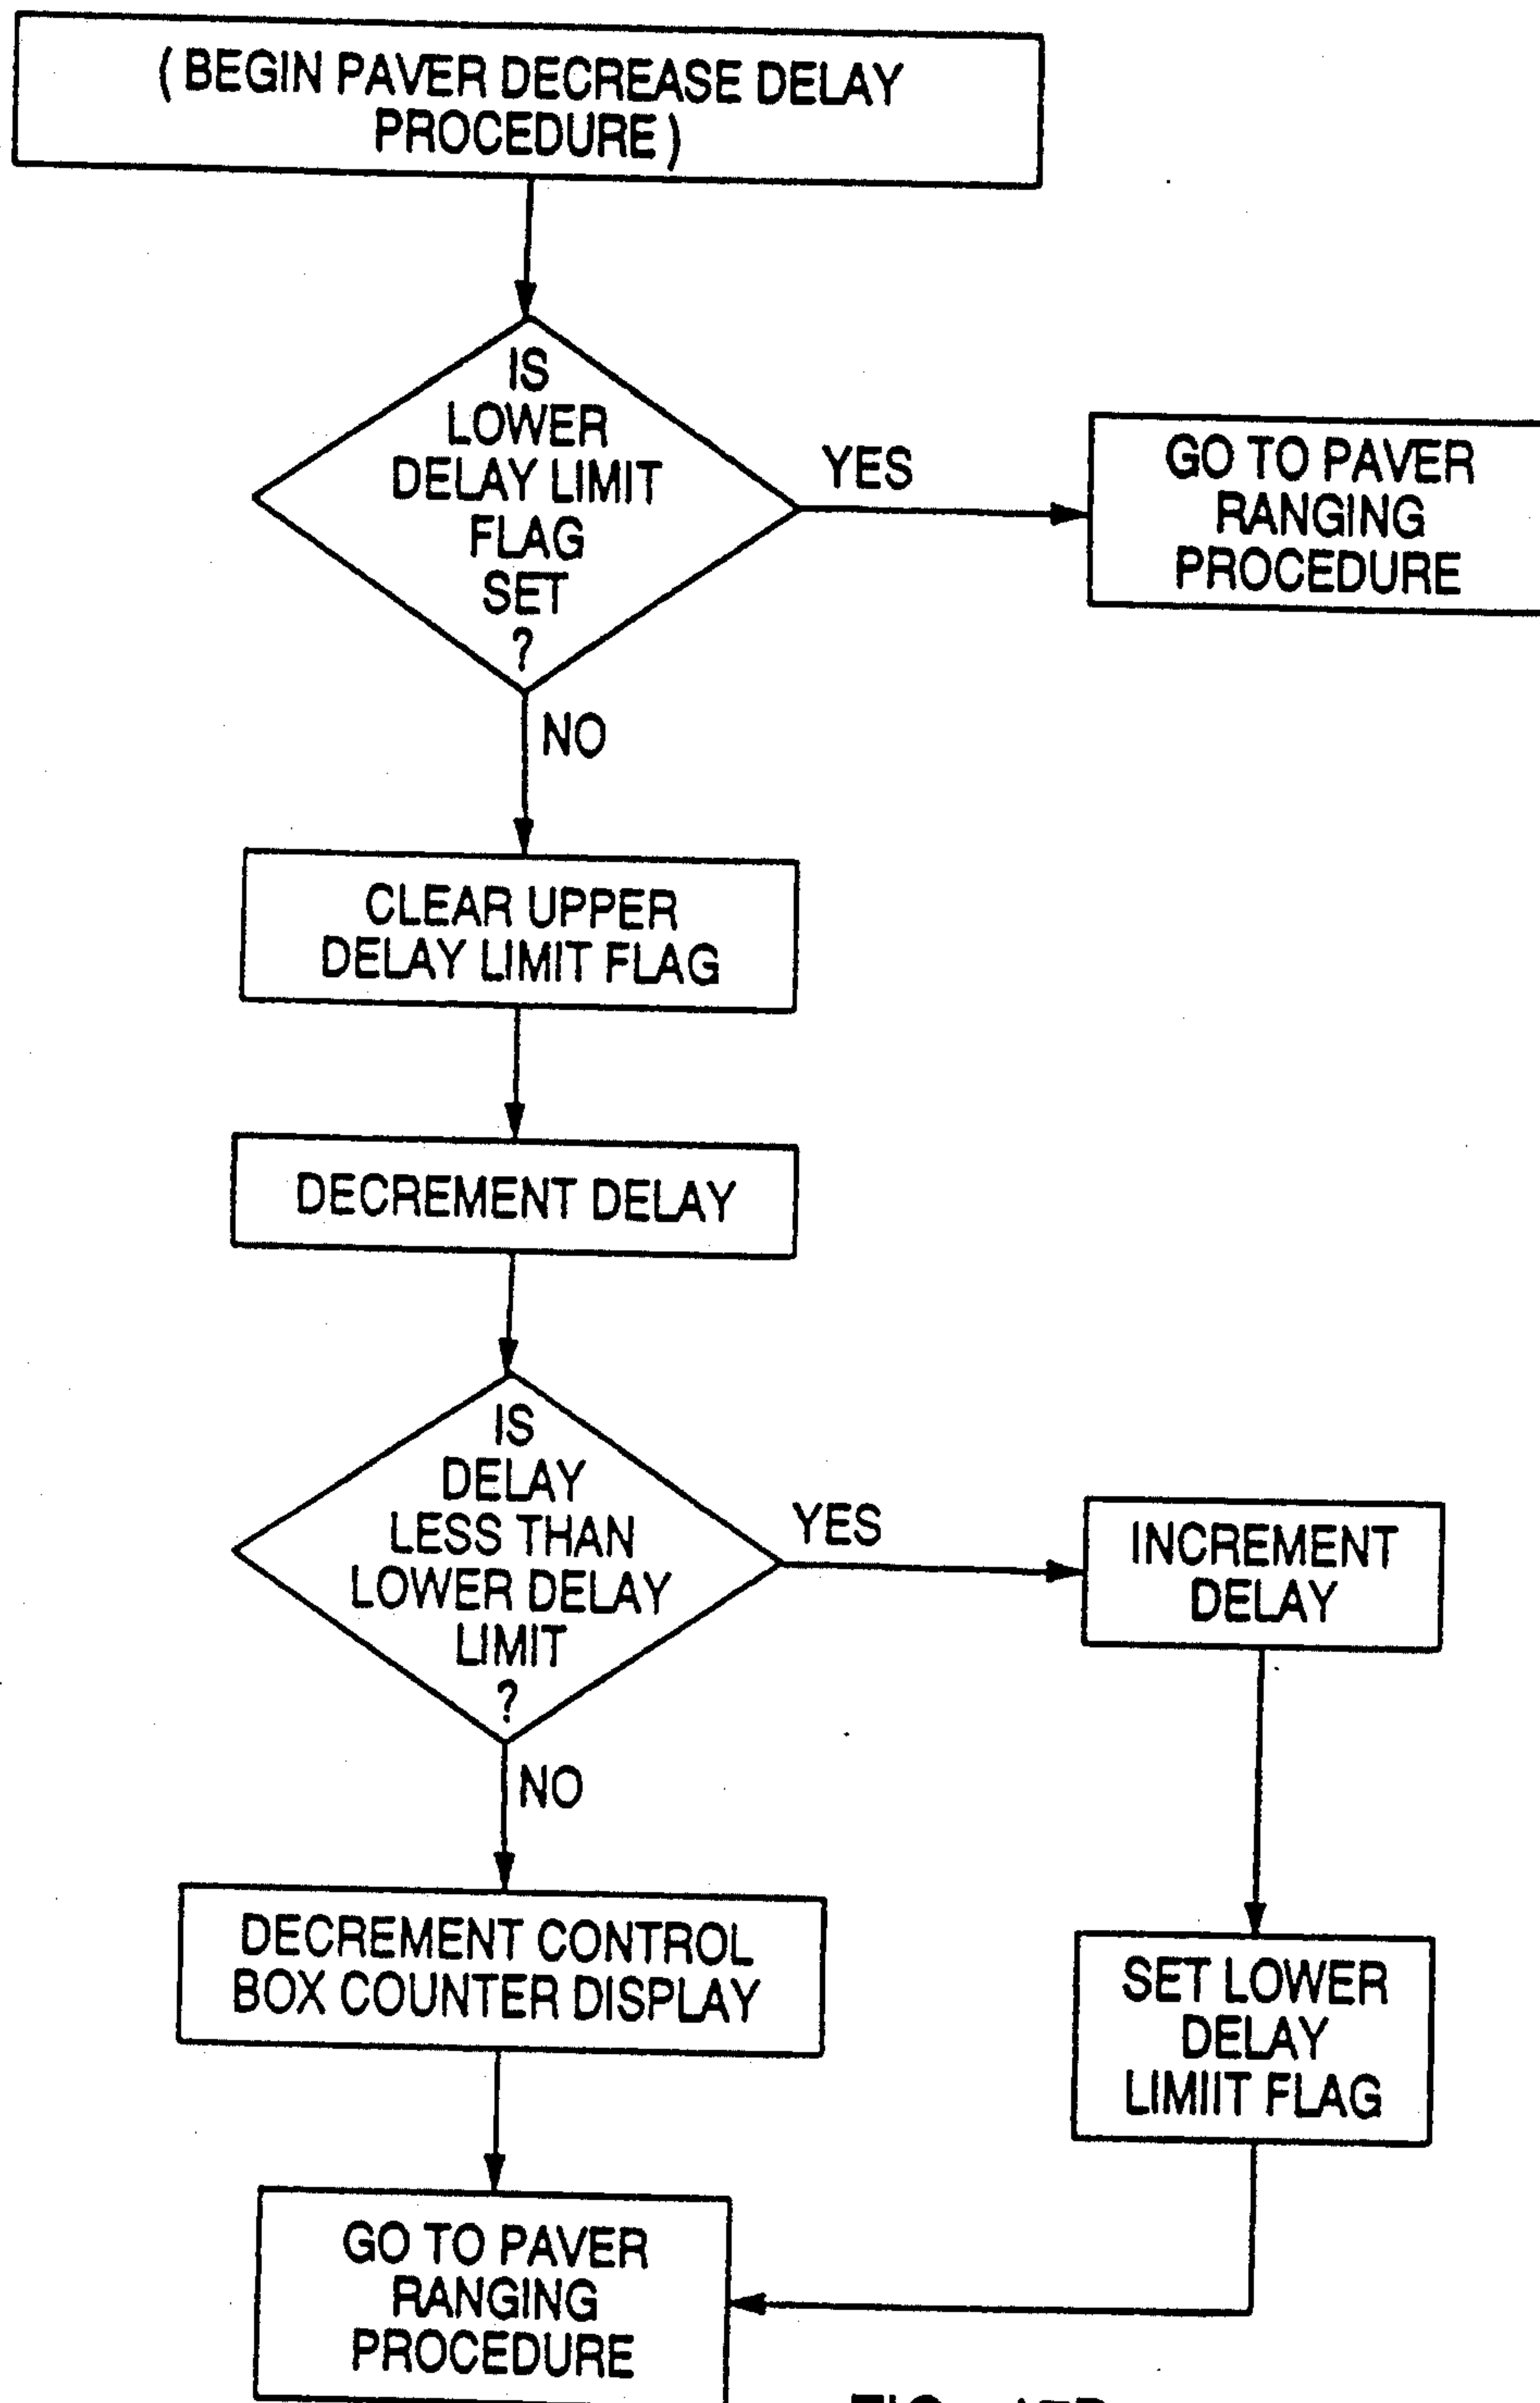 ( BEGIN PAVER DECREASE DELAY
PROCEDURE )
IS
LOWER
DELAY LIMIT
FLAG
SET
?
YES
GO TO PAVER
RANGING
PROCEDURE
NO
CLEAR UPPER
DELAY LIMIT FLAG
DECREMENT DELAY
IS
DELAY
LESS THAN
LOWER DELAY
LIMIT
?
YES
INCREMENT
DELAY
NO
DECREMENT CONTROL
BOX COUNTER DISPLAY
SET LOWER
DELAY
LIMIIT FLAG
GO TO PAVER
RANGING
PROCEDURE